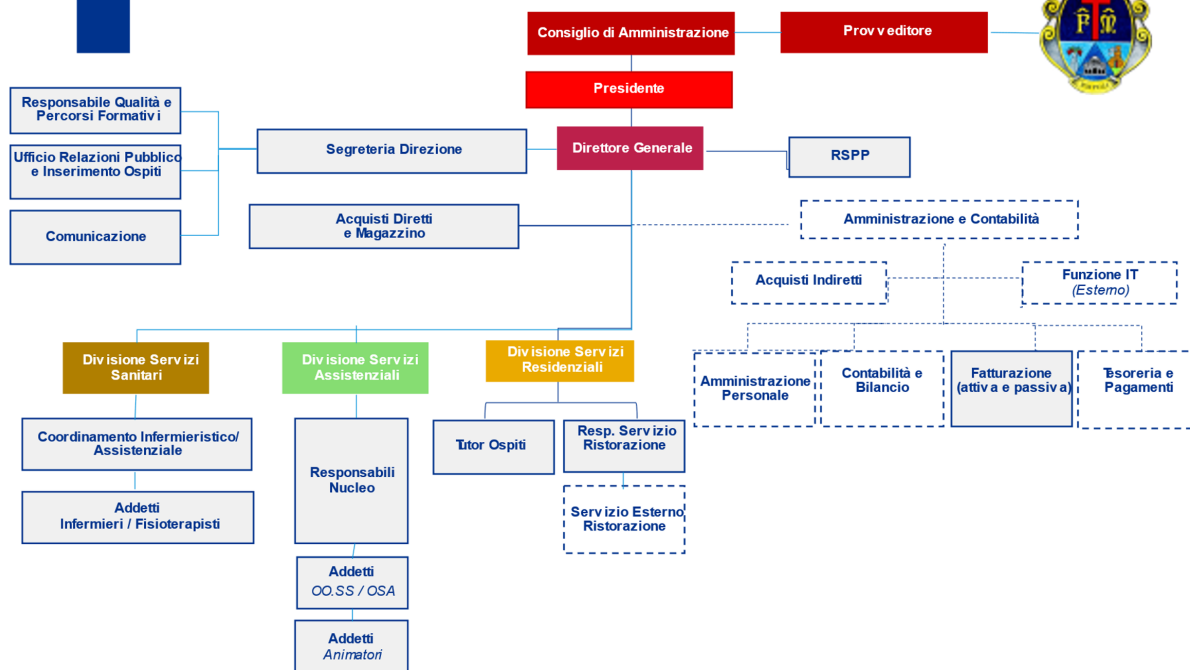 Consiglio di Amministrazione
Provveditore
Presidente
Responsabile Qualità e
Percorsi Formativi
Segreteria Direzione
Direttore Generale
RSPP
Ufficio Relazioni Pubblico
e Inserimento Ospiti
Acquisti Diretti
e Magazzino
Amministrazione e Contabilità
Comunicazione
Acquisti Indiretti
Funzione IT
(Esterno)
Divisione Servizi
Sanitari
Divisione Servizi
Assistenziali
Divisione Servizi
Residenziali
Amministrazione
Personale
Contabilità e
Bilancio
Fatturazione
(attiva e passiva)
Tesoreria e
Pagamenti
Coordinamento Infermieristico/
Assistenziale
Responsabili
Nucleo
Tutor Ospiti
Resp. Servizio
Ristorazione
Addetti
Infermieri / Fisioterapisti
Servizio Esterno
Ristorazione
Addetti
OO.SS / OSA
Addetti
Animatori